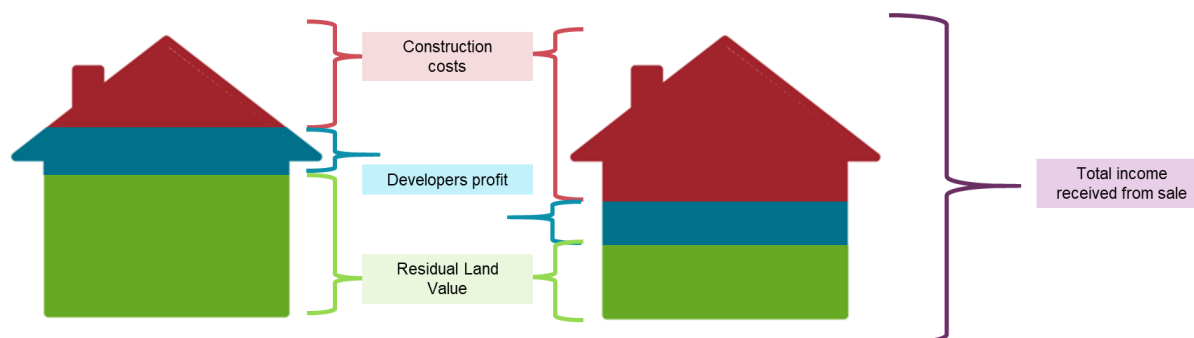 Construction
costs
Developers profit
Total income
received from sale
Residual Land
Value